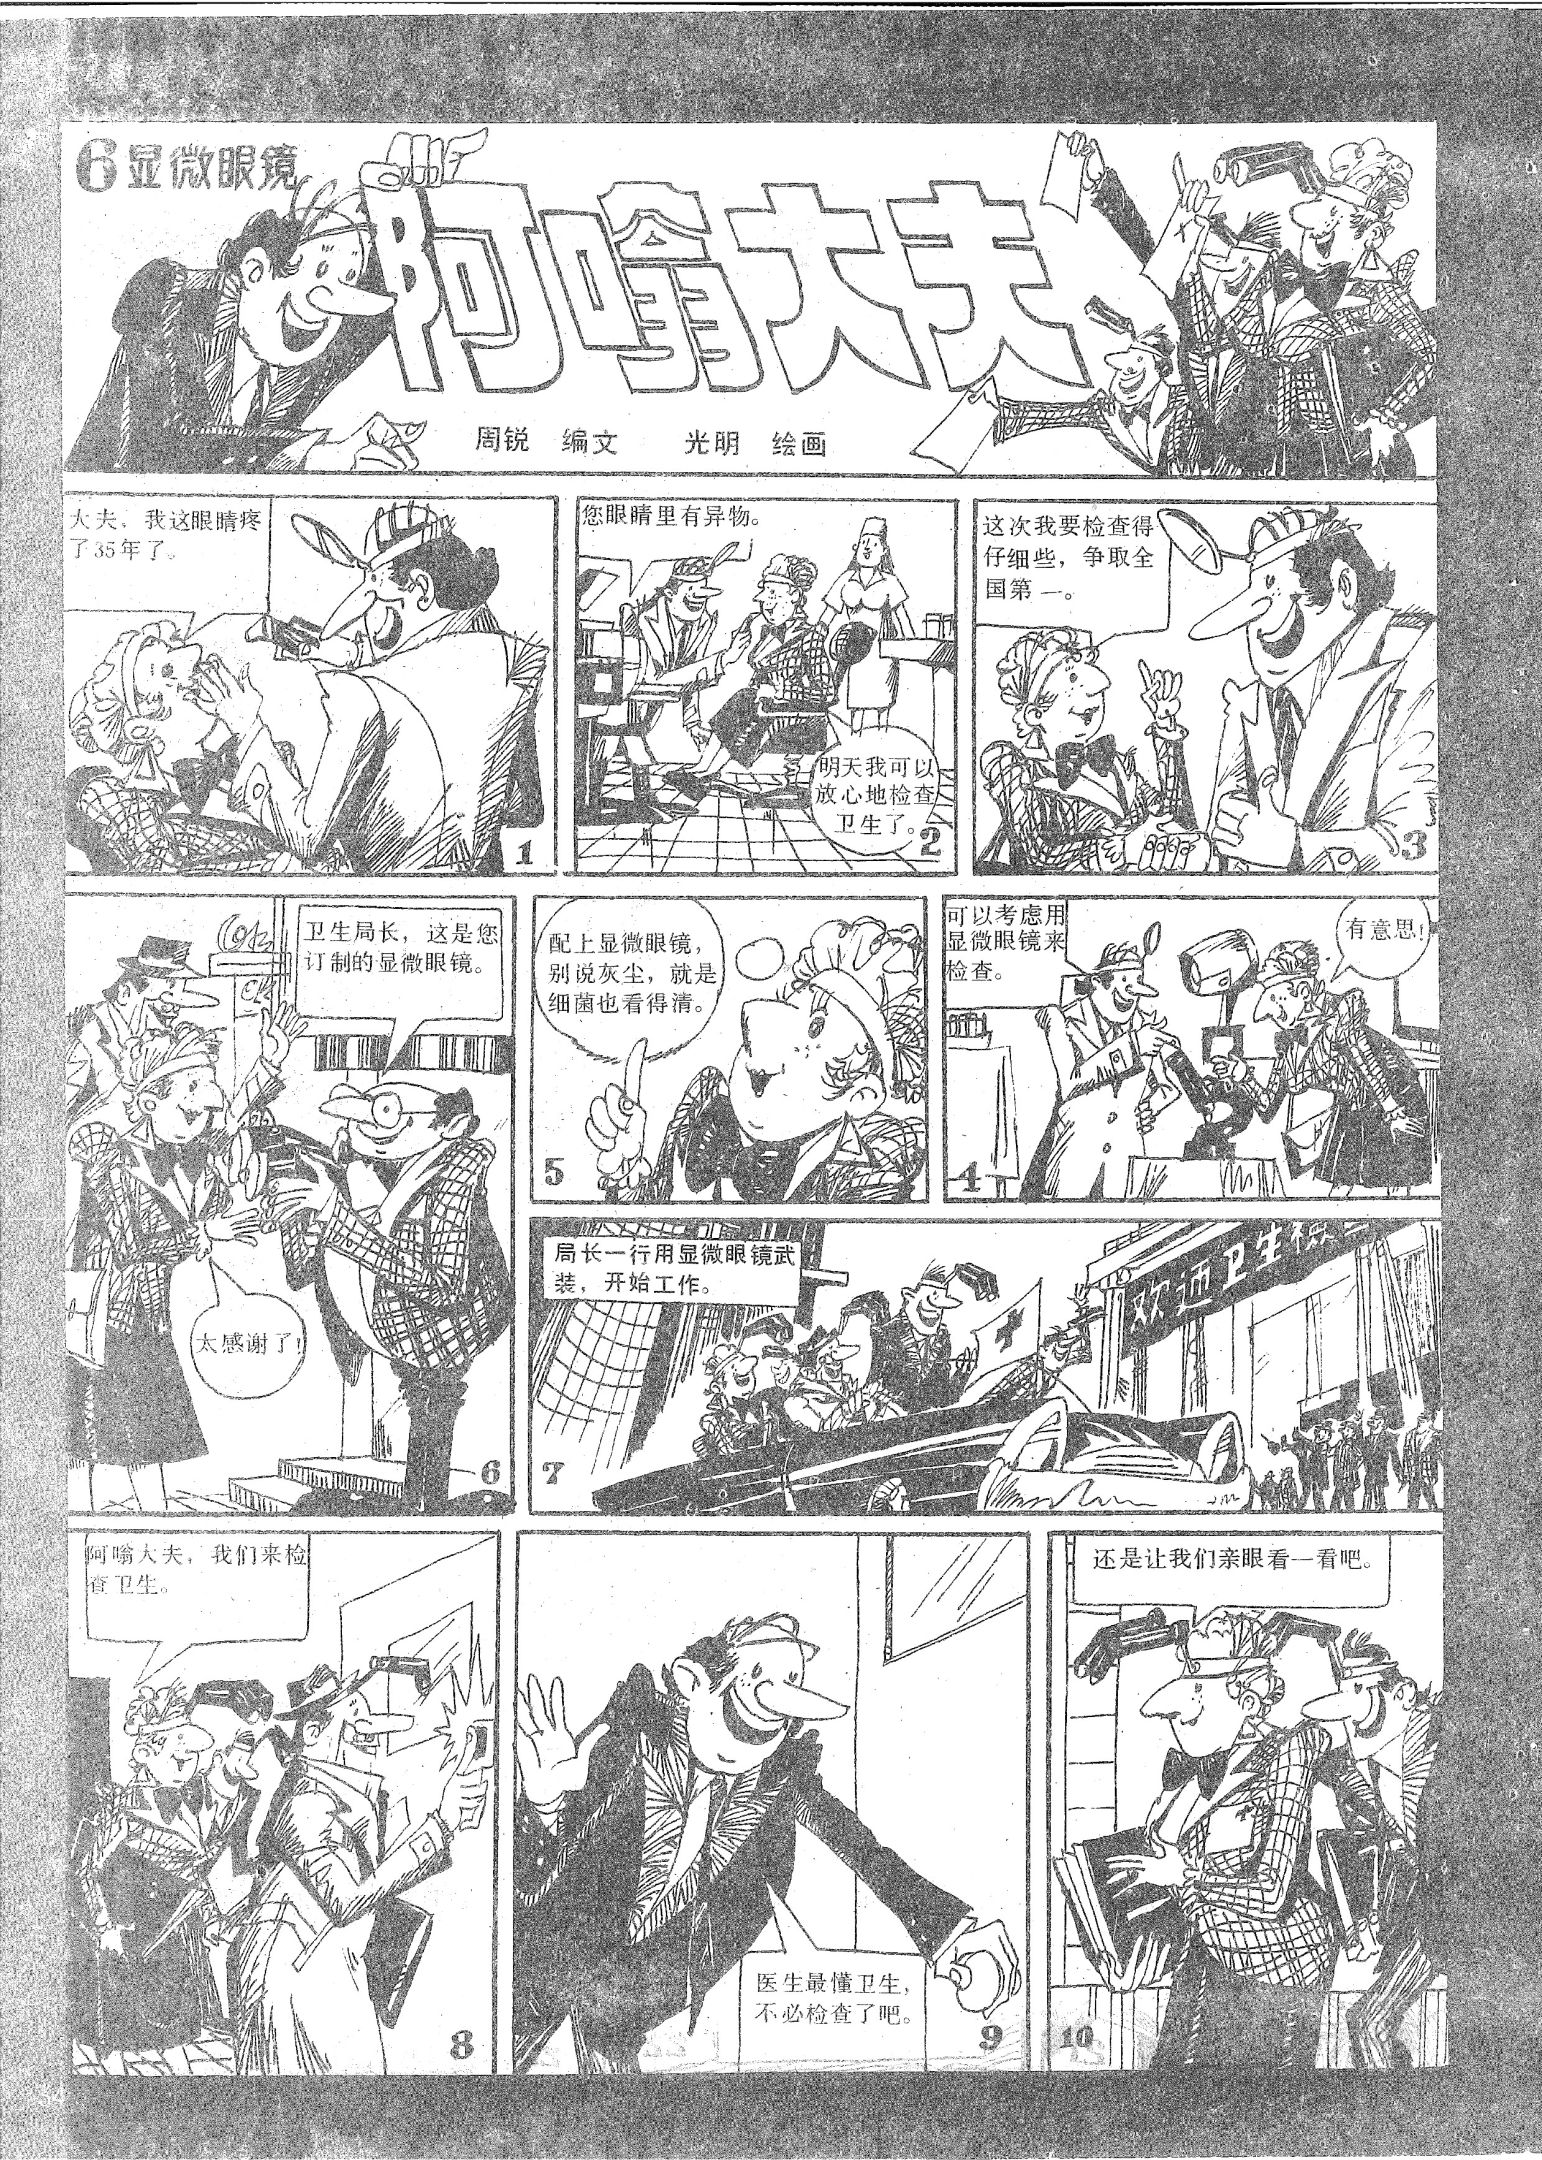 6 显微眼镜
阿嗡大夫
周锐 编文 光明 绘画
大夫，我这眼睛疼
了35年了。
1
您眼睛里有异物。
明天我可以
放心地检查
卫生了。
2
这次我要检查得
仔细些，争取全
国第一。
3
可以考虑用
显微眼镜来
检查。
有意思！
4
配上显微眼镜，
别说灰尘，就是
细菌也看得清。
5
卫生局长，这是您
订制的显微眼镜。
太感谢了！
6
局长一行用显微眼镜武
装，开始工作。
欢迎卫生检
7
阿嗡大夫，我们来检
查卫生。
8
医生最懂卫生，
不必检查了吧。
9
还是让我们亲眼看一看吧。
10